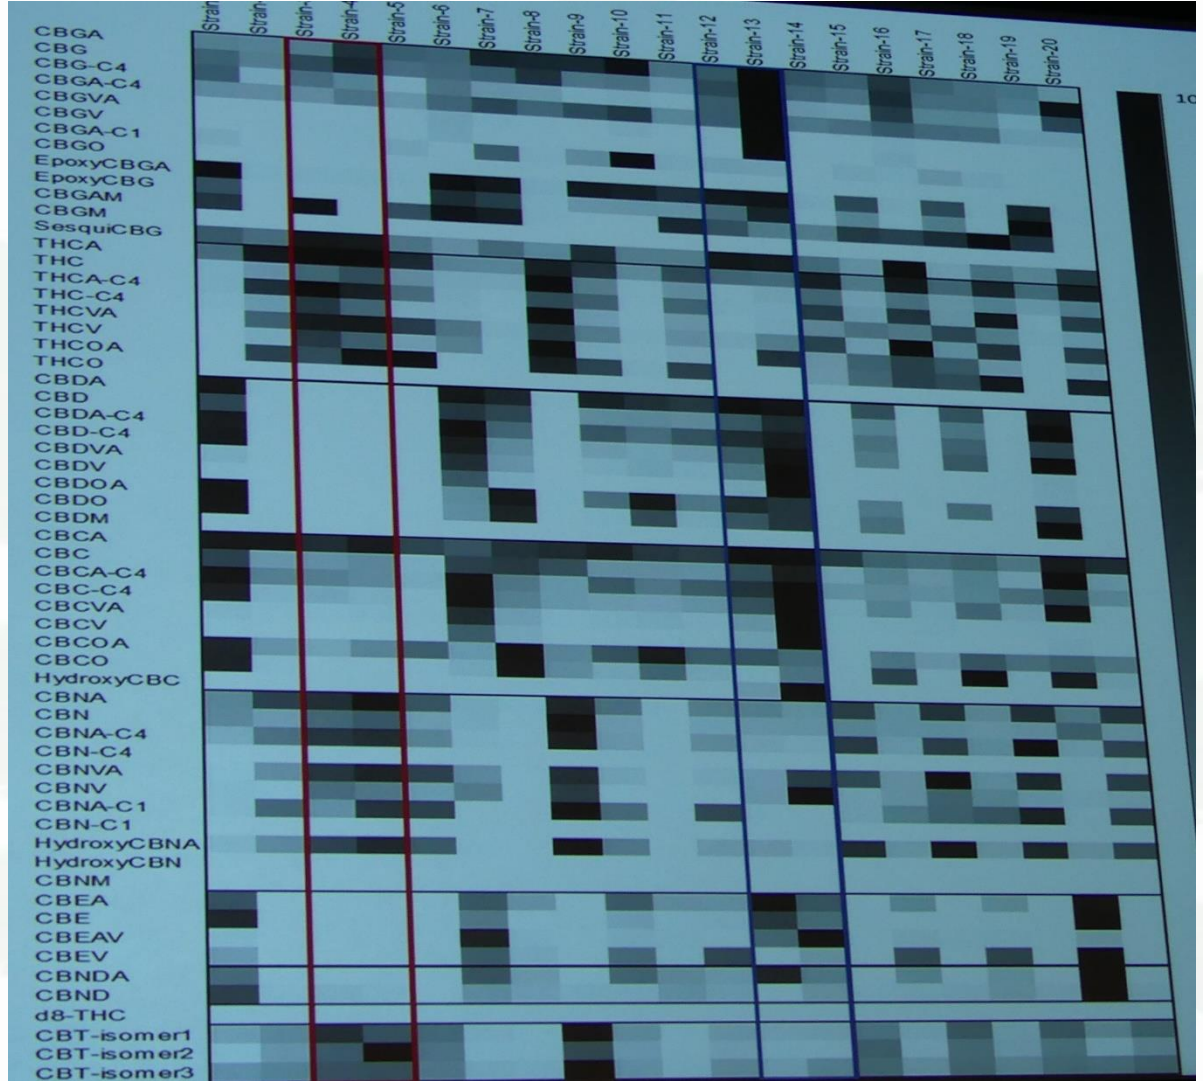 Strain
Strain-
Strain-
Strain-4
Strain-5
Strain-6
Strain-7
Strain-8
Strain-9
Strain-10
Strain-11
Strain-12
Strain-13
Strain-14
Strain-15
Strain-16
Strain-17
Strain-18
Strain-19
Strain-20
10
CBGA
CBG
CBG-C4
CBGA-C4
CBGVA
CBGV
CBGA-C1
CBGO
EpoxyCBGA
EpoxyCBG
CBGAM
CBGM
SesquiCBG
THCA
THC
THCA-C4
THC-C4
THCVA
THCV
THCOA
THCO
CBDA
CBD
CBDA-C4
CBD-C4
CBDVA
CBDV
CBDOA
CBDO
CBDM
CBCA
CBC
CBCA-C4
CBC-C4
CBCVA
CBCV
CBCOA
CBCO
HydroxyCBC
CBNA
CBN
CBNA-C4
CBN-C4
CBNVA
CBNV
CBNA-C1
CBN-C1
HydroxyCBNA
HydroxyCBN
CBNM
CBEA
CBE
CBEAV
CBEV
CBNDA
CBND
d8-THC
CBT-isomer1
CBT-isomer2
CBT-isomer3